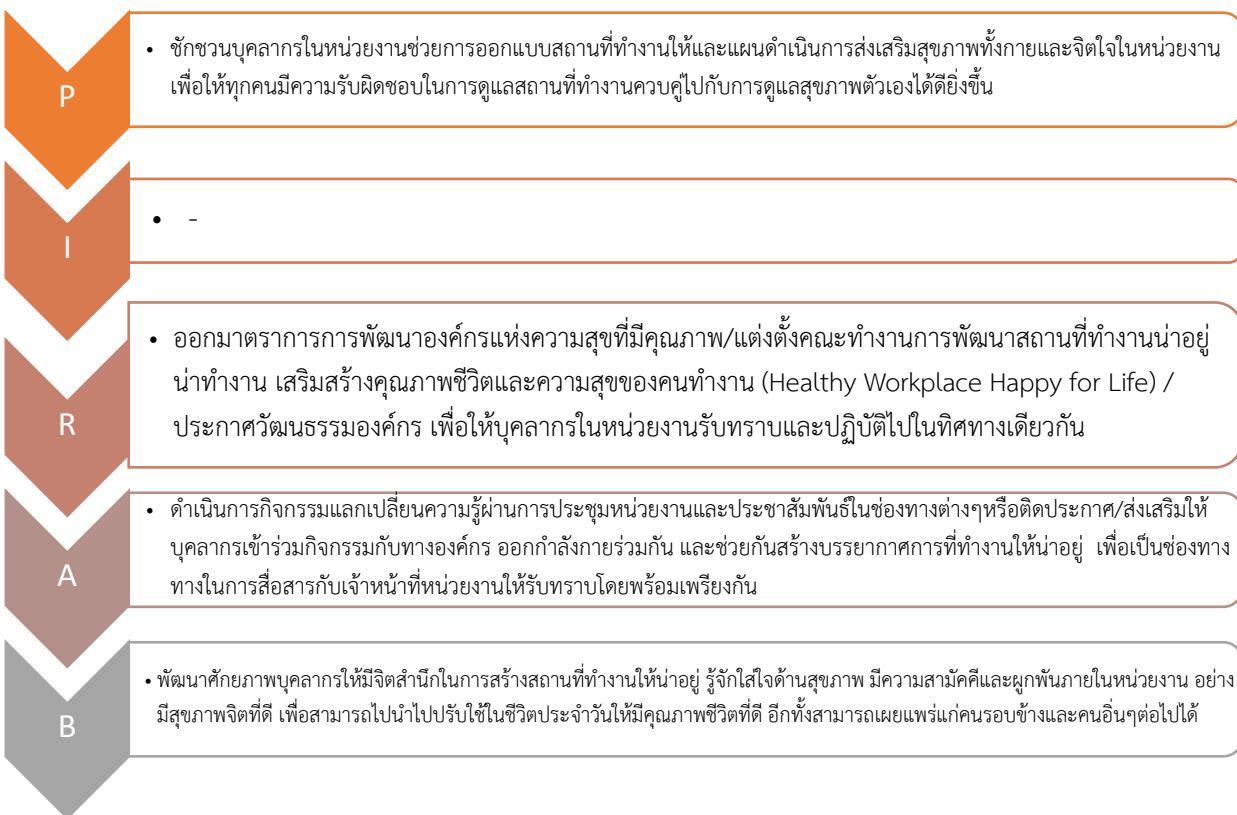 P
• ชักชวนบุคลากรในหน่วยงานช่วยการออกแบบสถานที่ทำงานให้และแผนดำเนินการส่งเสริมสุขภาพทั้งกายและจิตใจในหน่วยงาน
เพื่อให้ทุกคนมีความรับผิดชอบในการดูแลสถานที่ทำงานควบคู่ไปกับการดูแลสุขภาพตัวเองได้ดียิ่งขึ้น
I
• -
R
• ออกมาตราการการพัฒนาองค์กรแห่งความสุขที่มีคุณภาพ/แต่งตั้งคณะทำงานการพัฒนาสถานที่ทำงานน่าอยู่
น่าทำงาน เสริมสร้างคุณภาพชีวิตและความสุขของคนทำงาน (Healthy Workplace Happy for Life) /
ประกาศวัฒนธรรมองค์กร เพื่อให้บุคลากรในหน่วยงานรับทราบและปฏิบัติไปในทิศทางเดียวกัน
A
• ดำเนินการกิจกรรมแลกเปลี่ยนความรู้ผ่านการประชุมหน่วยงานและประชาสัมพันธ์ในช่องทางต่างๆหรือติดประกาศ/ส่งเสริมให้
บุคลากรเข้าร่วมกิจกรรมกับทางองค์กร ออกกำลังกายร่วมกัน และช่วยกันสร้างบรรยากาศการที่ทำงานให้น่าอยู่ เพื่อเป็นช่องทาง
ทางในการสื่อสารกับเจ้าหน้าที่หน่วยงานให้รับทราบโดยพร้อมเพรียงกัน
B
• พัฒนาศักยภาพบุคลากรให้มีจิตสำนึกในการสร้างสถานที่ทำงานให้น่าอยู่ รู้จักใส่ใจด้านสุขภาพ มีความสามัคคีและผูกพันภายในหน่วยงาน อย่าง
มีสุขภาพจิตที่ดี เพื่อสามารถไปนำไปปรับใช้ในชีวิตประจำวันให้มีคุณภาพชีวิตที่ดี อีกทั้งสามารถเผยแพร่แก่คนรอบข้างและคนอื่นๆต่อไปได้